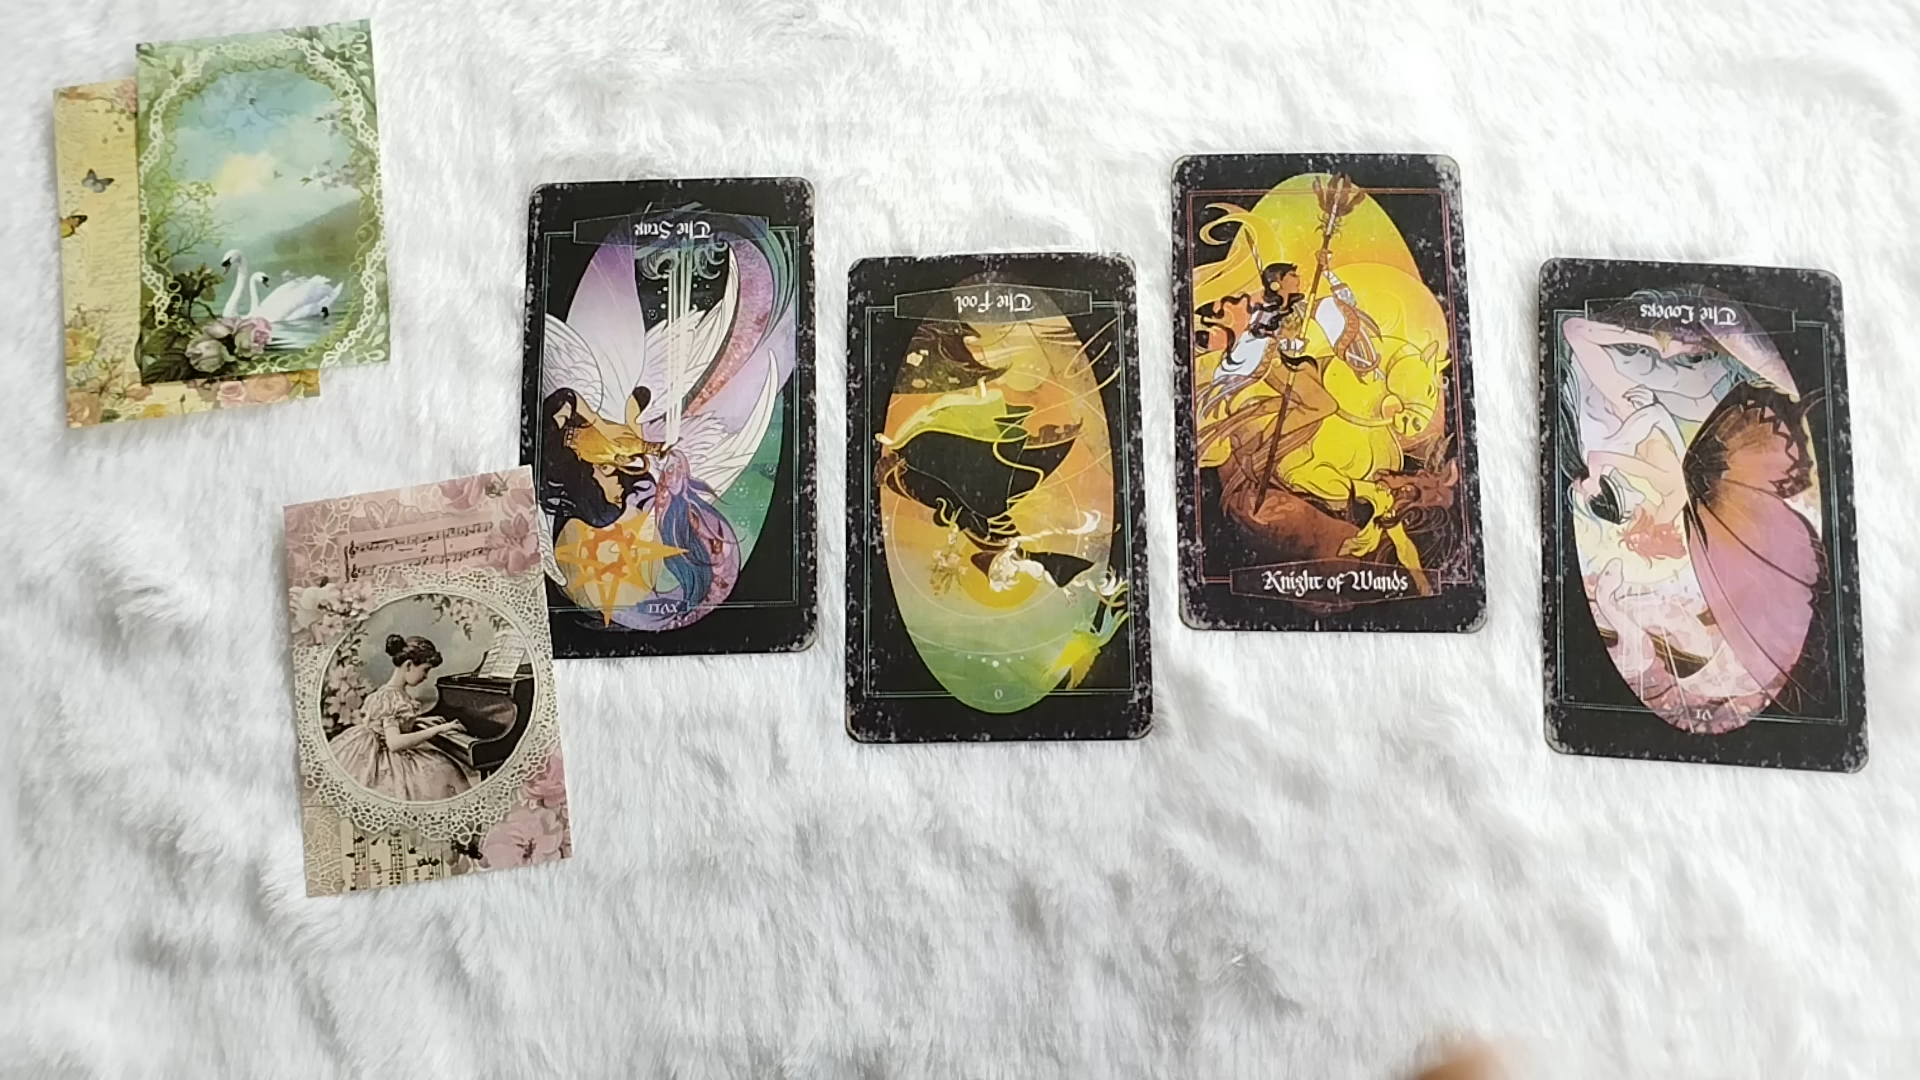 The Star
XVII
The Fool
0
Knight of Wands
The Lovers
VI